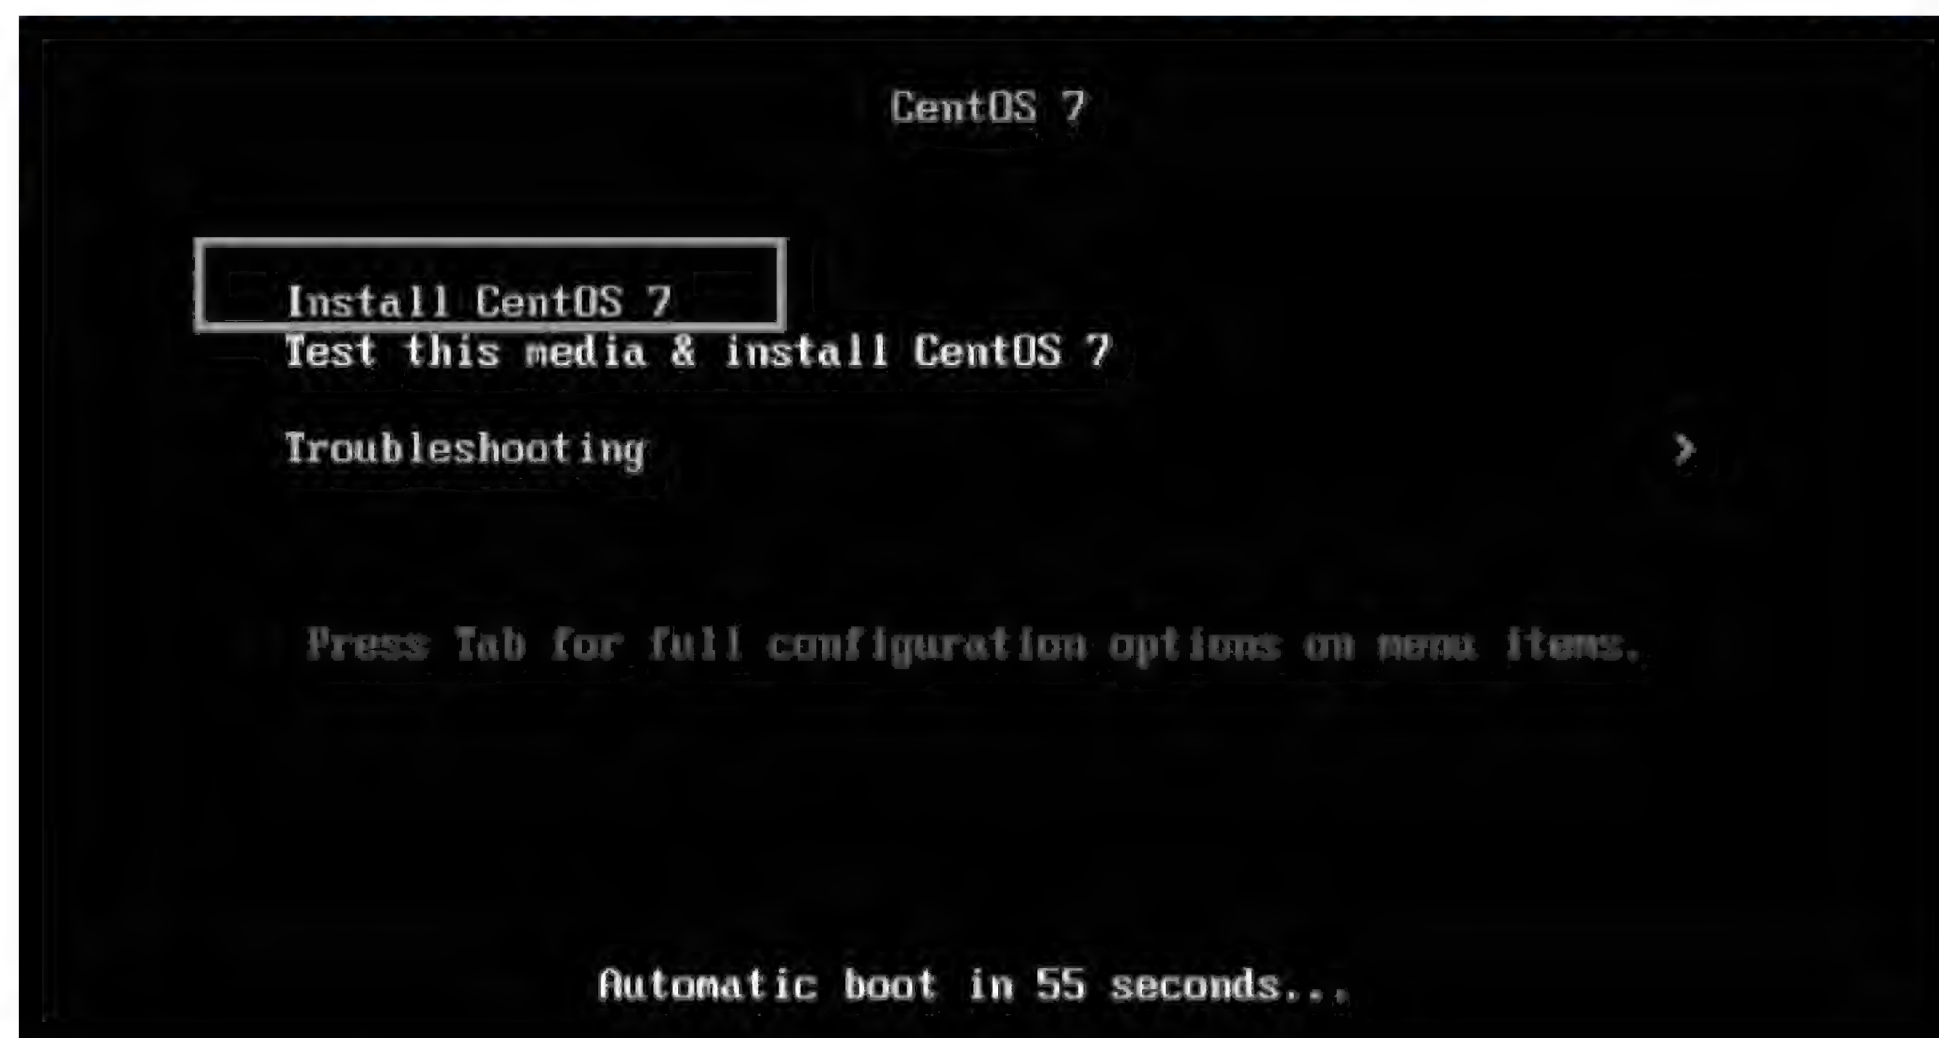 CentOS 7
Install CentOS 7
Test this media & install CentOS 7
Troubleshooting >
Press Tab for full configuration options on menu items.
Automatic boot in 55 seconds...